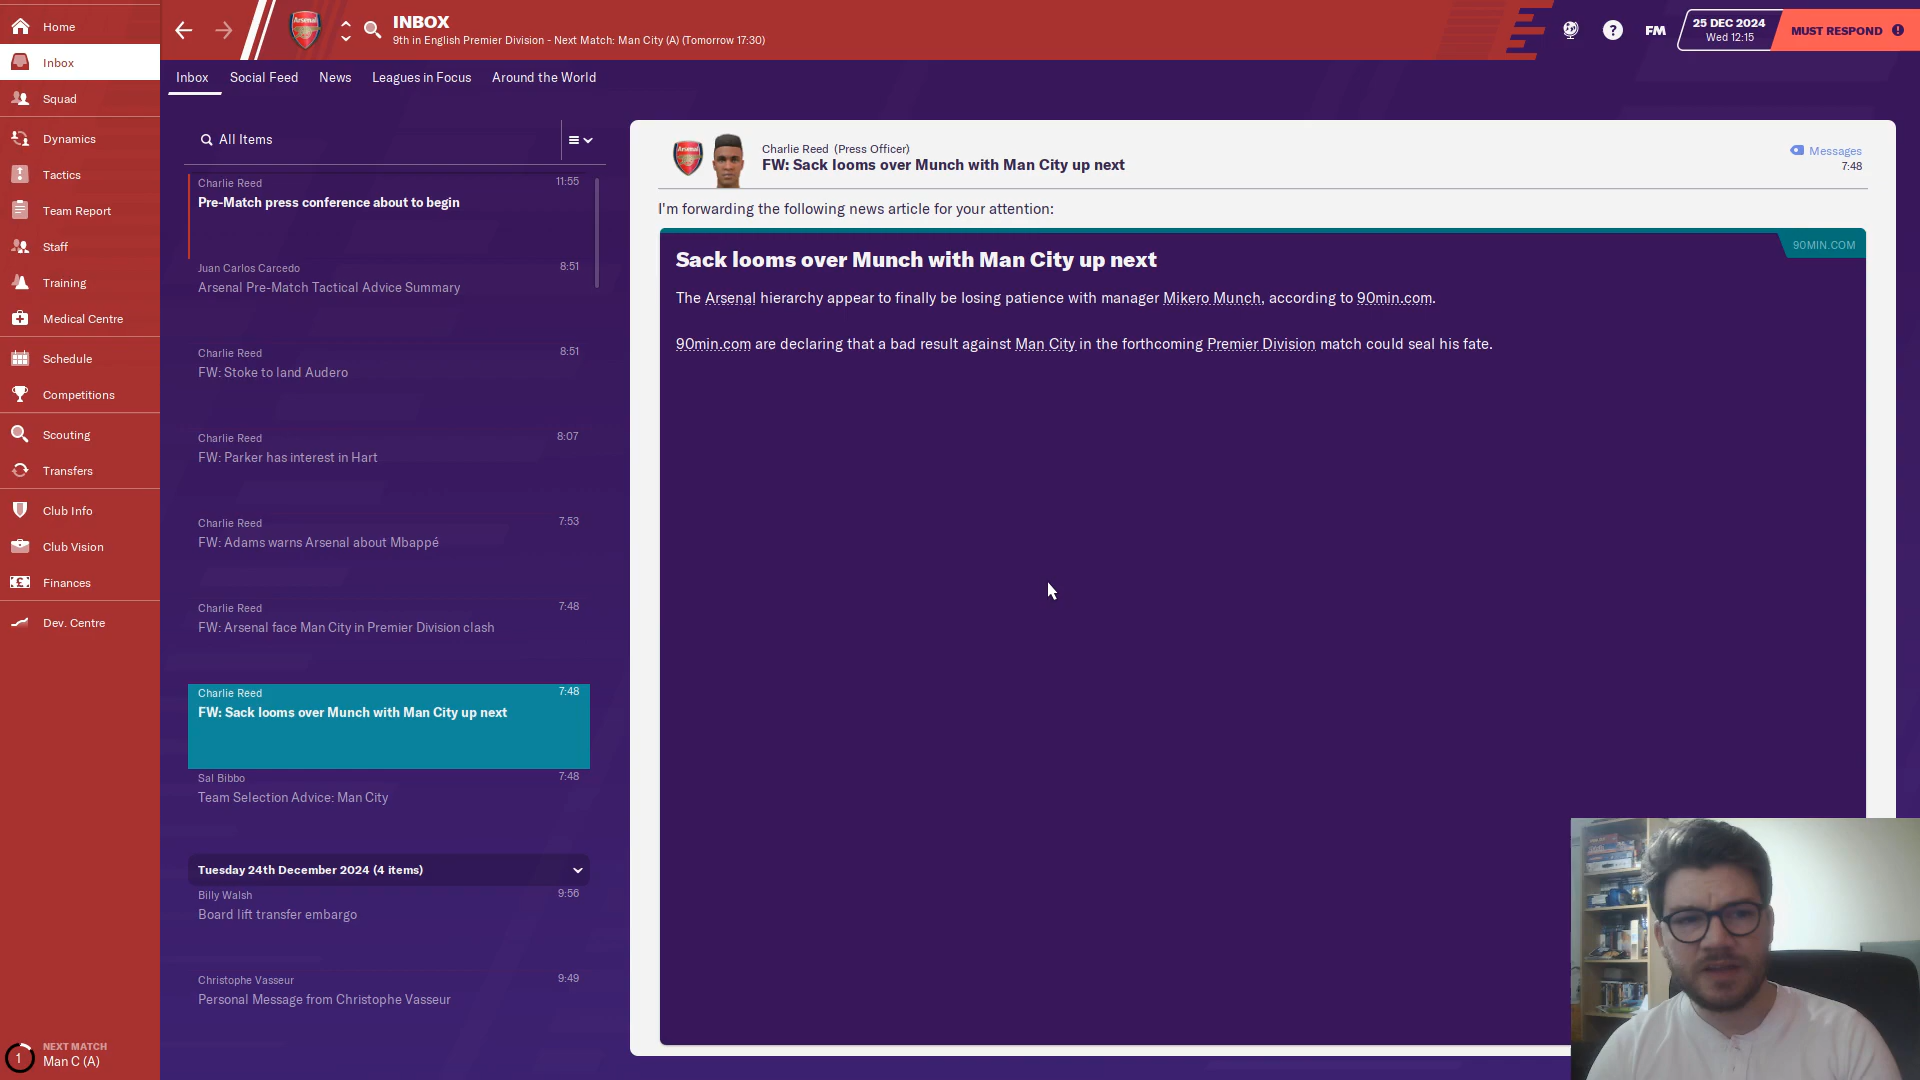 Home
Inbox
Squad
Dynamics
Tactics
Team Report
Staff
Training
Medical Centre
Schedule
Competitions
Scouting
Transfers
Club Info
Club Vision
Finances
Dev. Centre
1
NEXT MATCH
Man C (A)
Arsenal
INBOX
9th in English Premier Division - Next Match: Man City (A) (Tomorrow 17:30)
?
FM
25 DEC 2024
Wed 12:15
MUST RESPOND
Inbox Social Feed News Leagues in Focus Around the World
All Items
Charlie Reed 11:55
Pre-Match press conference about to begin
Juan Carlos Carcedo 8:51
Arsenal Pre-Match Tactical Advice Summary
Charlie Reed 8:51
FW: Stoke to land Audero
Charlie Reed 8:07
FW: Parker has interest in Hart
Charlie Reed 7:53
FW: Adams warns Arsenal about Mbappé
Charlie Reed 7:48
FW: Arsenal face Man City in Premier Division clash
Charlie Reed 7:48
FW: Sack looms over Munch with Man City up next
Sal Bibbo 7:48
Team Selection Advice: Man City
Tuesday 24th December 2024 (4 items)
Billy Walsh 9:56
Board lift transfer embargo
Christophe Vasseur 9:49
Personal Message from Christophe Vasseur
Arsenal
Charlie Reed (Press Officer)
FW: Sack looms over Munch with Man City up next
Messages
7:48
I'm forwarding the following news article for your attention:
90MIN.COM
Sack looms over Munch with Man City up next
The Arsenal hierarchy appear to finally be losing patience with manager Mikero Munch, according to 90min.com.
90min.com are declaring that a bad result against Man City in the forthcoming Premier Division match could seal his fate.